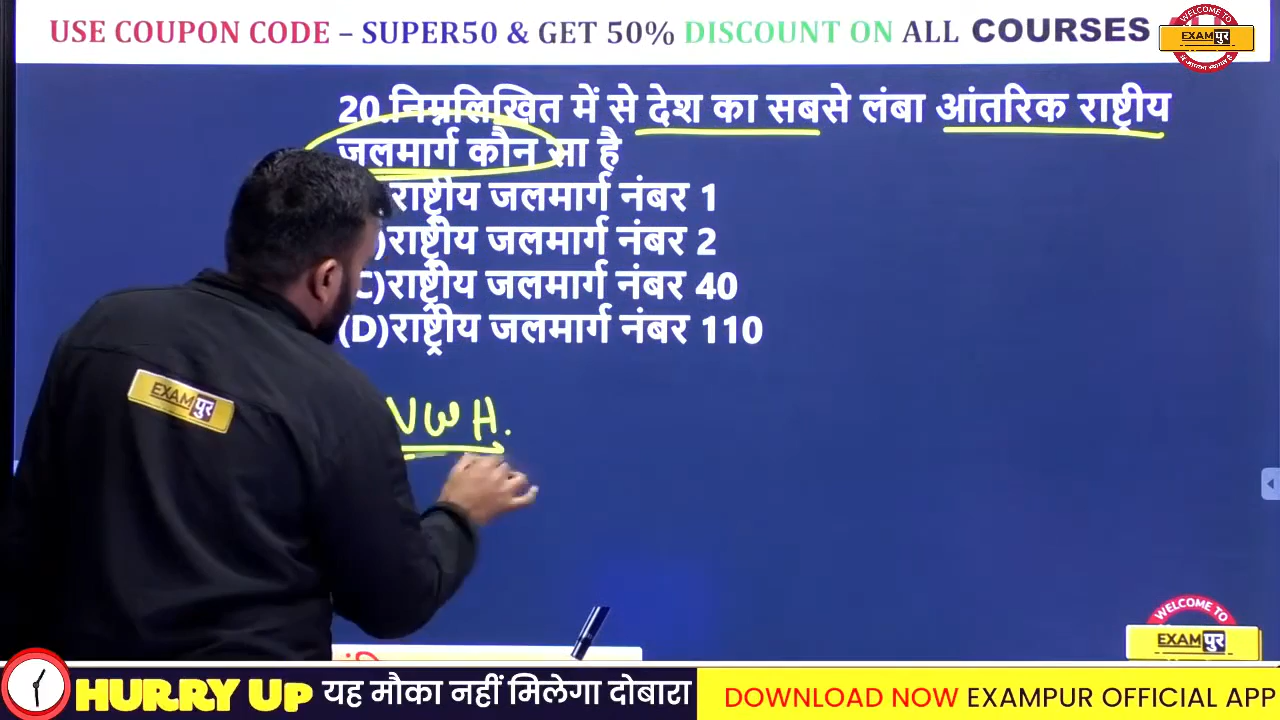 USE COUPON CODE – SUPER50 & GET 50% DISCOUNT ON ALL COURSES
WELCOME TO
EXAMपुर
20.निम्नलिखित में से देश का सबसे लंबा आंतरिक राष्ट्रीय
जलमार्ग कौन सा है
राष्ट्रीय जलमार्ग नंबर 1
)राष्ट्रीय जलमार्ग नंबर 2
C)राष्ट्रीय जलमार्ग नंबर 40
(D)राष्ट्रीय जलमार्ग नंबर 110
EXAMपुर
NWH.
WELCOME TO
EXAMपुर
HURRY UP यह मौका नहीं मिलेगा दोबारा
DOWNLOAD NOW EXAMPUR OFFICIAL APP